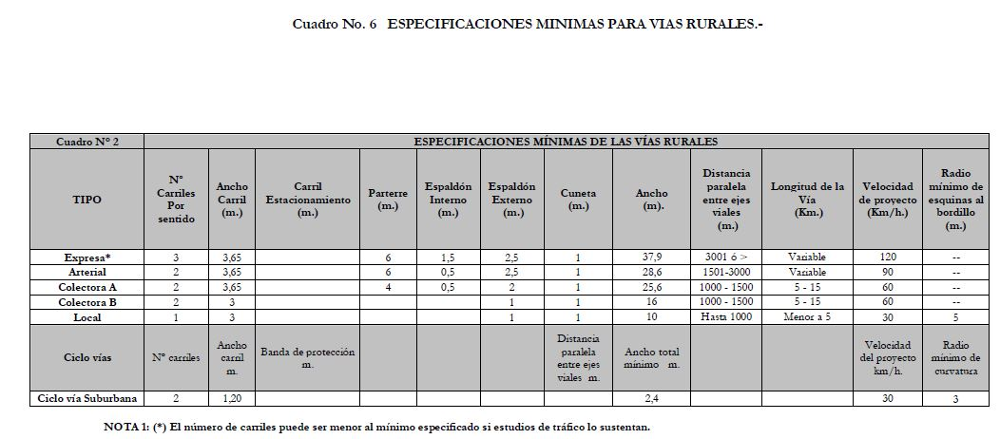 Cuadro No. 6 ESPECIFICACIONES MINIMAS PARA VIAS RURALES.-
Cuadro N° 2 ESPECIFICACIONES MÍNIMAS DE LAS VÍAS RURALES
TIPO N° Carriles Por sentido Ancho Carril (m.) Carril Estacionamiento (m.) Parterre (m.) Espaldón Interno (m.) Espaldón Externo (m.) Cuneta (m.) Ancho (m). Distancia paralela entre ejes viales (m.) Longitud de la Vía (Km.) Velocidad de proyecto (Km/h.) Radio mínimo de esquinas al bordillo (m.)
Expresa* 3 3,65 6 1,5 2,5 1 37,9 3001 ó > Variable 120 --
Arterial 2 3,65 6 0,5 2,5 1 28,6 1501-3000 Variable 90 --
Colectora A 2 3,65 4 0,5 2 1 25,6 1000 - 1500 5 - 15 60 --
Colectora B 2 3 1 1 16 1000 - 1500 5 - 15 60 --
Local 1 3 1 1 10 Hasta 1000 Menor a 5 30 5
Ciclo vías N° carriles Ancho carril m. Banda de protección m. Distancia paralela entre ejes viales m. Ancho total mínimo m. Velocidad del proyecto km/h. Radio mínimo de curvatura
Ciclo vía Suburbana 2 1,20 2,4 30 3
NOTA 1: (*) El número de carriles puede ser menor al mínimo especificado si estudios de tráfico lo sustentan.